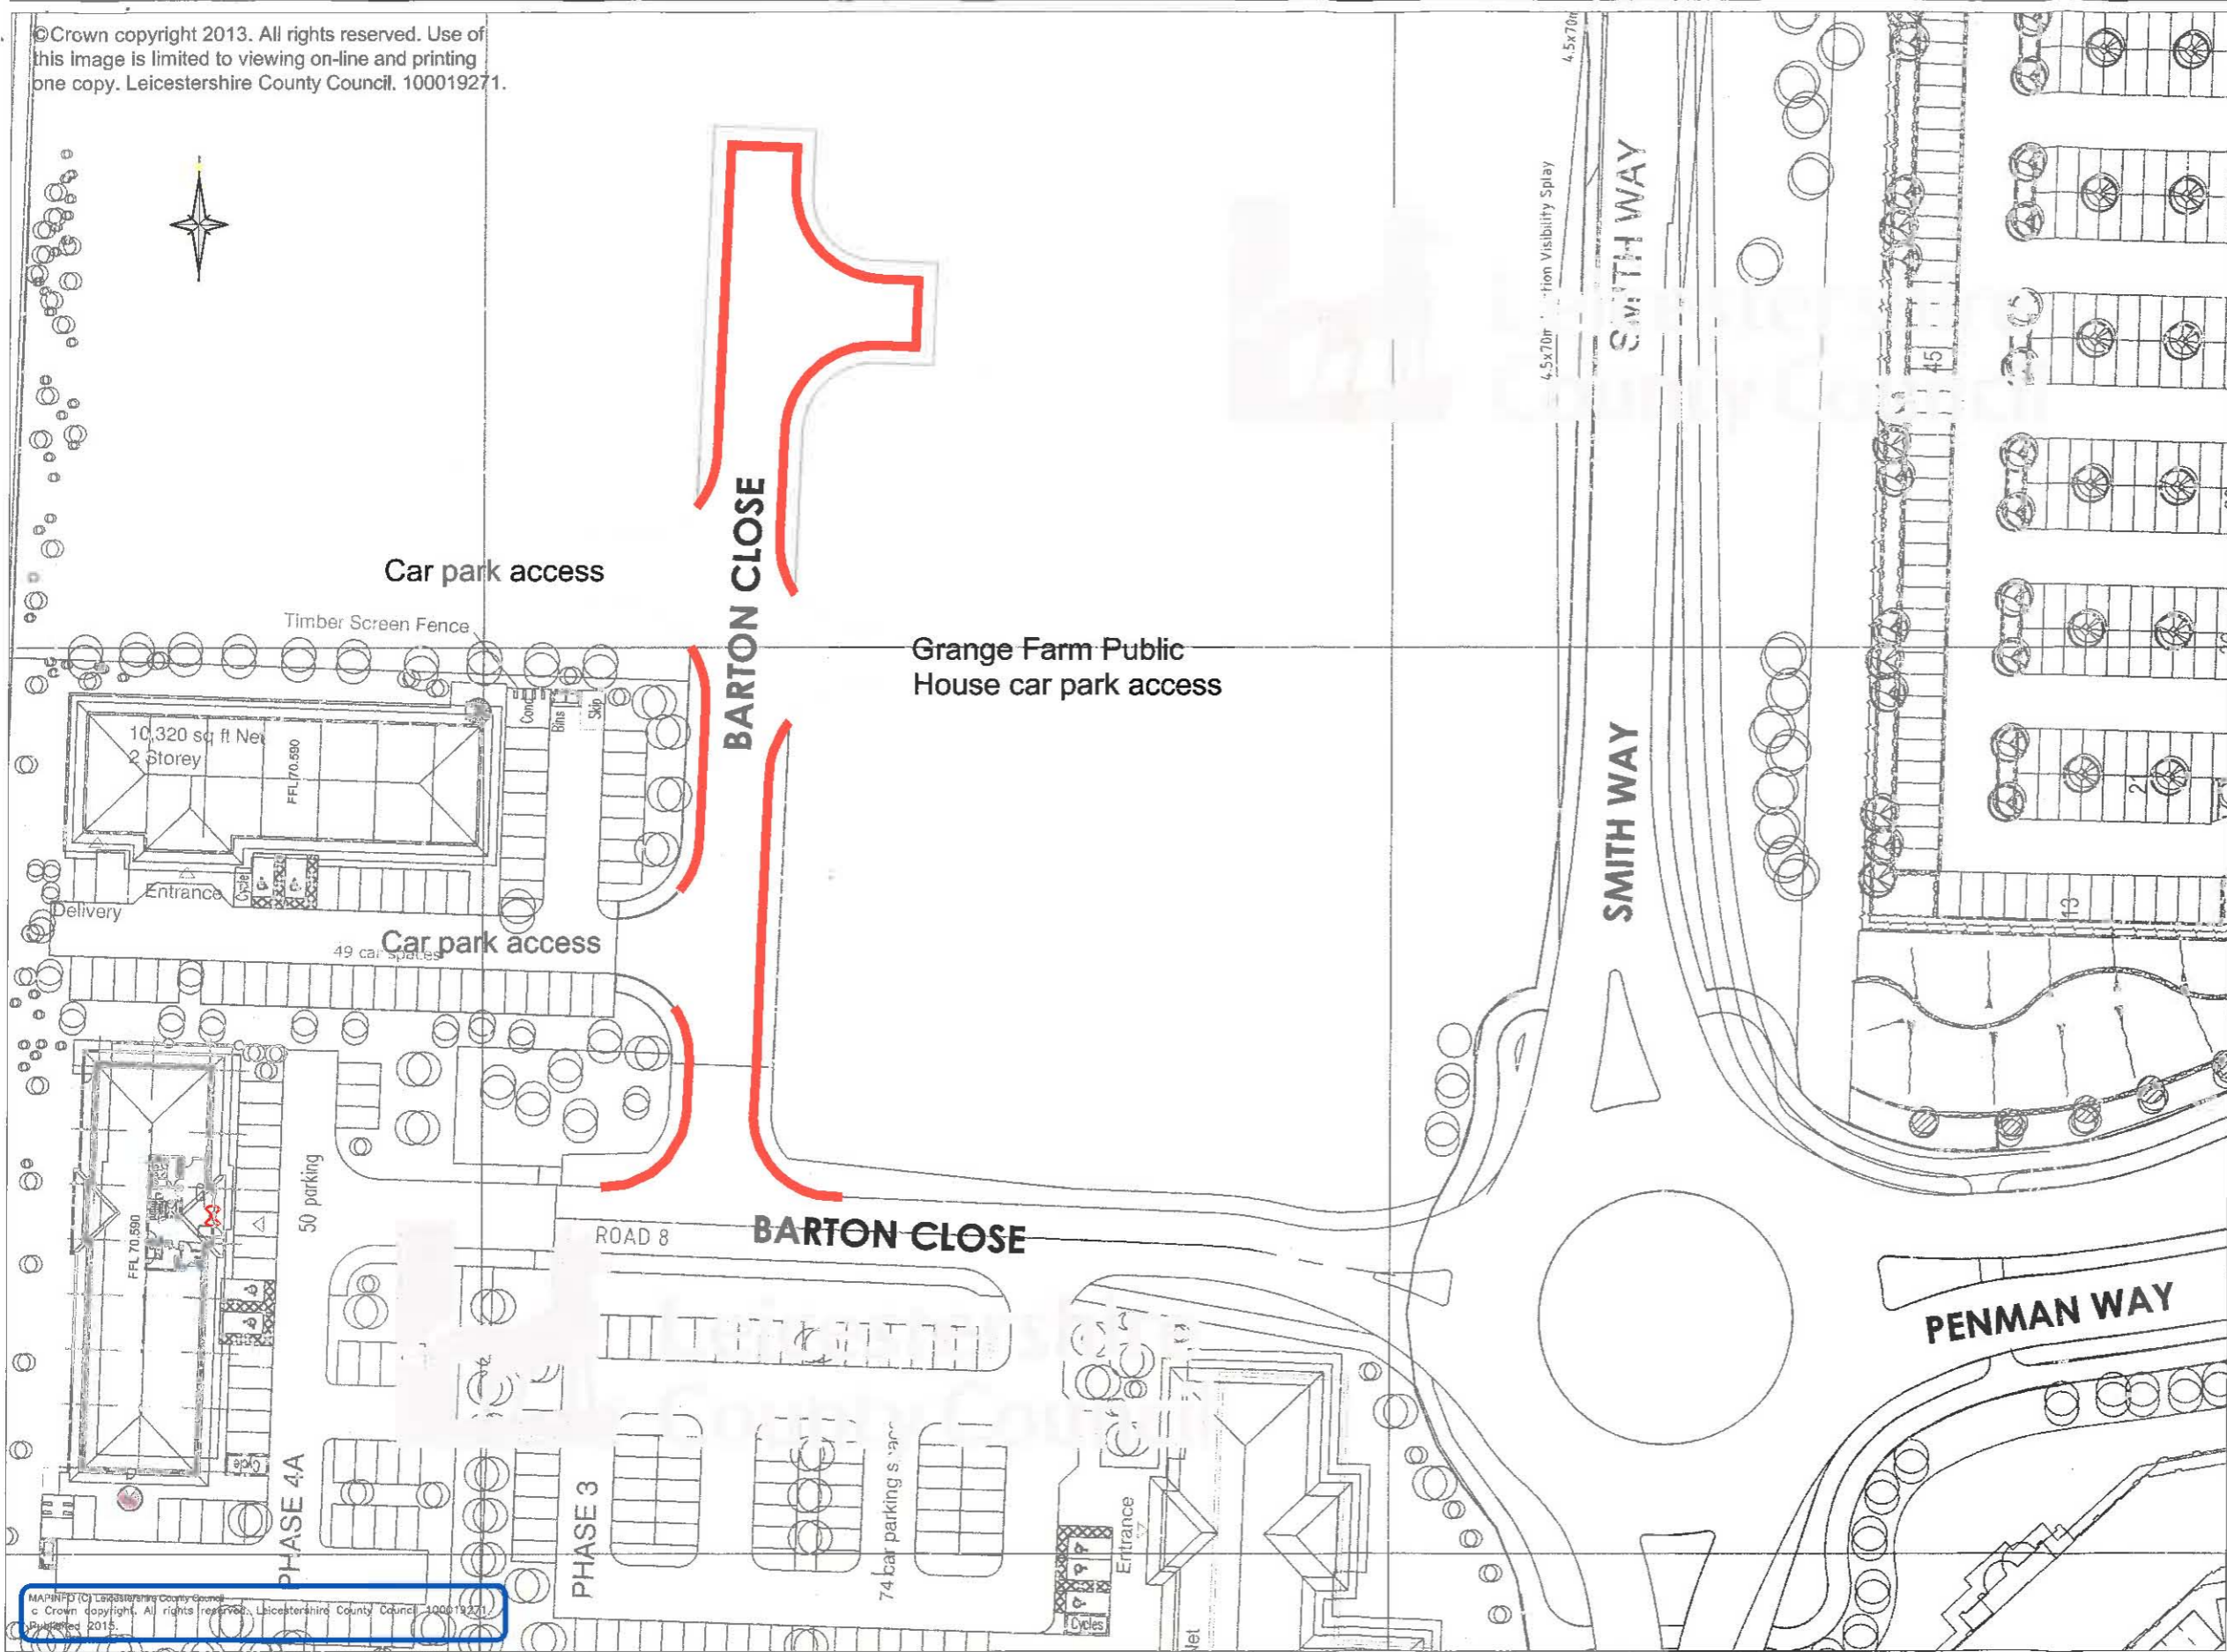 ©Crown copyright 2013. All rights reserved. Use of
this image is limited to viewing on-line and printing
one copy. Leicestershire County Council. 100019271.
4.5x70m
SMITH WAY
Visibility Splay
4.5x70m
45
Leicestershire
County Council
BARTON CLOSE
Car park access
Timber Screen Fence
Grange Farm Public
House car park access
Bins
Skip
10,320 sq ft Net
2 Storey
FFL 70.590
SMITH WAY
21
Entrance
Cycle
Delivery
13
Car park access
49 car spaces
50 parking
FFL 70.590
ROAD 8
BARTON CLOSE
PENMAN WAY
Leicestershire
County Council
Cycle
PHASE 4A
PHASE 3
74 car parking
Entrance
Cycles
Net
MAPINFO (C) Leicestershire County Council
c Crown copyright. All rights reserved. Leicestershire County Council 100019271.
Published 2015.